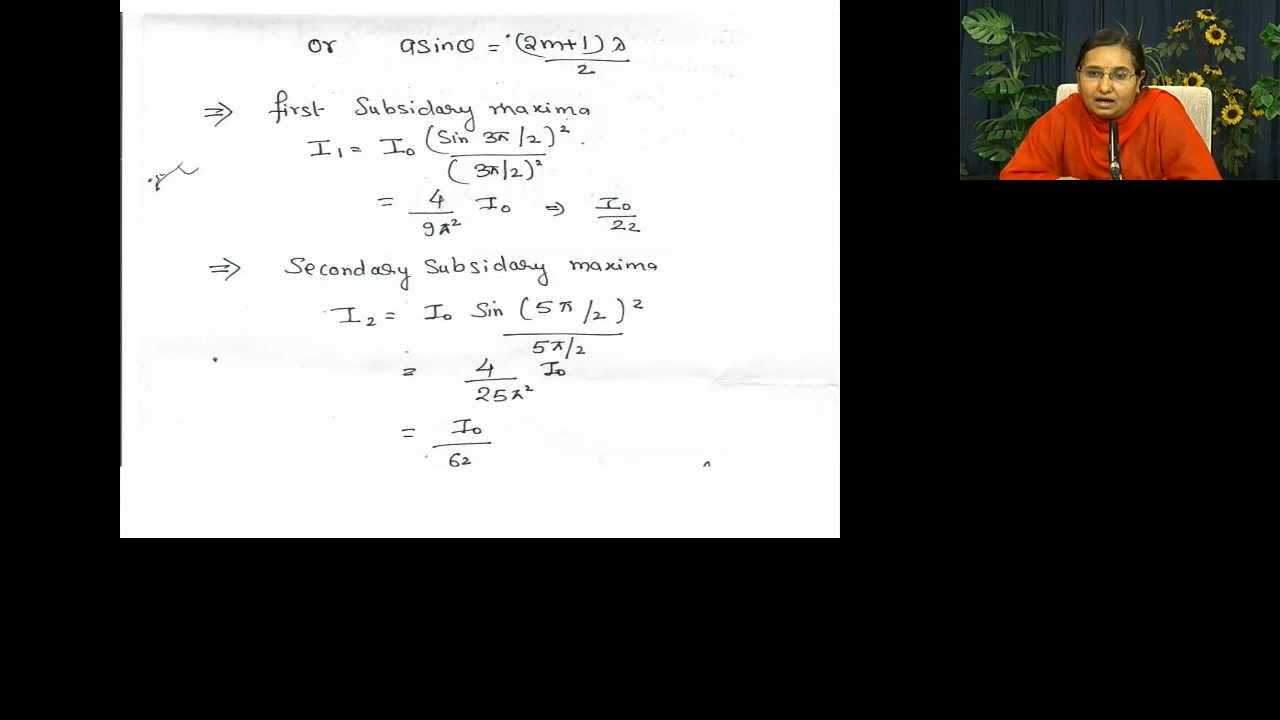 or asinθ = (2m+1) λ / 2
⇒ first Subsidary maxima
I₁ = I₀ (Sin 3π/2)² / (3π/2)²
= 4 / 9π² I₀ ⇒ I₀ / 22
⇒ Secondary Subsidary maxima
I₂ = I₀ Sin (5π/2)² / 5π/2
= 4 / 25π² I₀
= I₀ / 62